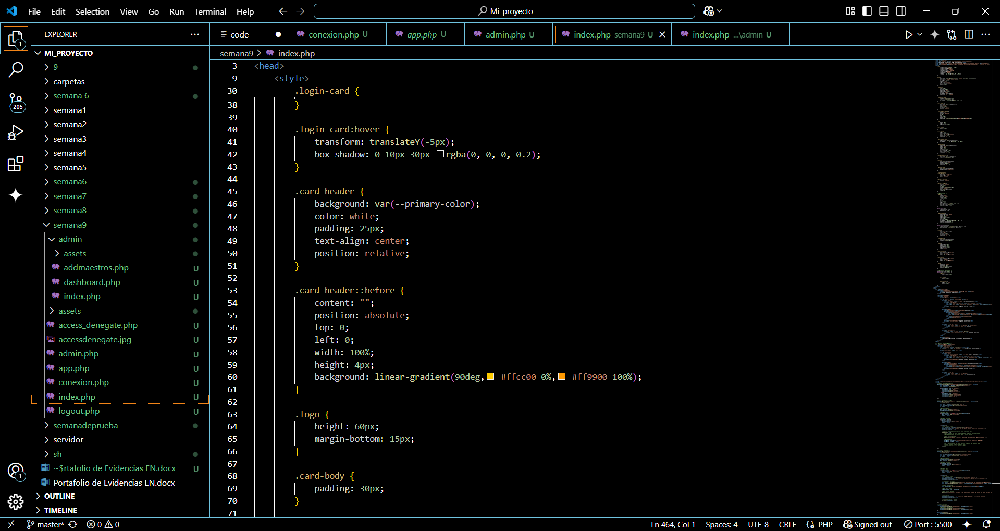 File Edit Selection View Go Run Terminal Help
Mi_proyecto
EXPLORER
MI_PROYECTO
9
carpetas
semana 6
semana1
semana2
semana3
semana4
semana5
semana6
semana7
semana8
semana9
admin
assets
addmaestros.php U
dashboard.php U
index.php U
assets
access_denegate.php U
accessdenegate.jpg U
admin.php U
app.php U
conexion.php U
index.php U
logout.php U
semanadeprueba
servidor
sh
~$rtafolio de Evidencias EN.docx U
Portafolio de Evidencias EN.docx
OUTLINE
TIMELINE
1
205
1
code
conexion.php U
app.php U
admin.php U
index.php semana9 U
index.php ...\admin U
semana9 > index.php
3 <head>
9 <style>
30 .login-card {
38 }
39
40 .login-card:hover {
41 transform: translateY(-5px);
42 box-shadow: 0 10px 30px rgba(0, 0, 0, 0.2);
43 }
44
45 .card-header {
46 background: var(--primary-color);
47 color: white;
48 padding: 25px;
49 text-align: center;
50 position: relative;
51 }
52
53 .card-header::before {
54 content: "";
55 position: absolute;
56 top: 0;
57 left: 0;
58 width: 100%;
59 height: 4px;
60 background: linear-gradient(90deg, #ffcc00 0%, #ff9900 100%);
61 }
62
63 .logo {
64 height: 60px;
65 margin-bottom: 15px;
66 }
67
68 .card-body {
69 padding: 30px;
70 }
71
master* 0 0
Ln 464, Col 1 Spaces: 4 UTF-8 CRLF {} PHP Signed out Port : 5500